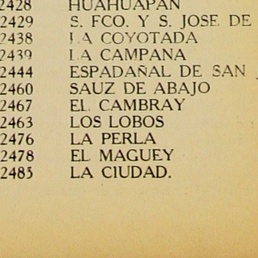 2428 HUAHUAPAN
2429 S. FCO. Y S. JOSE DE
2438 LA COYOTADA
2439 LA CAMPANA
2444 ESPADAÑAL DE SAN
2460 SAUZ DE ABAJO
2467 EL CAMBRAY
2463 LOS LOBOS
2476 LA PERLA
2478 EL MAGUEY
2485 LA CIUDAD.